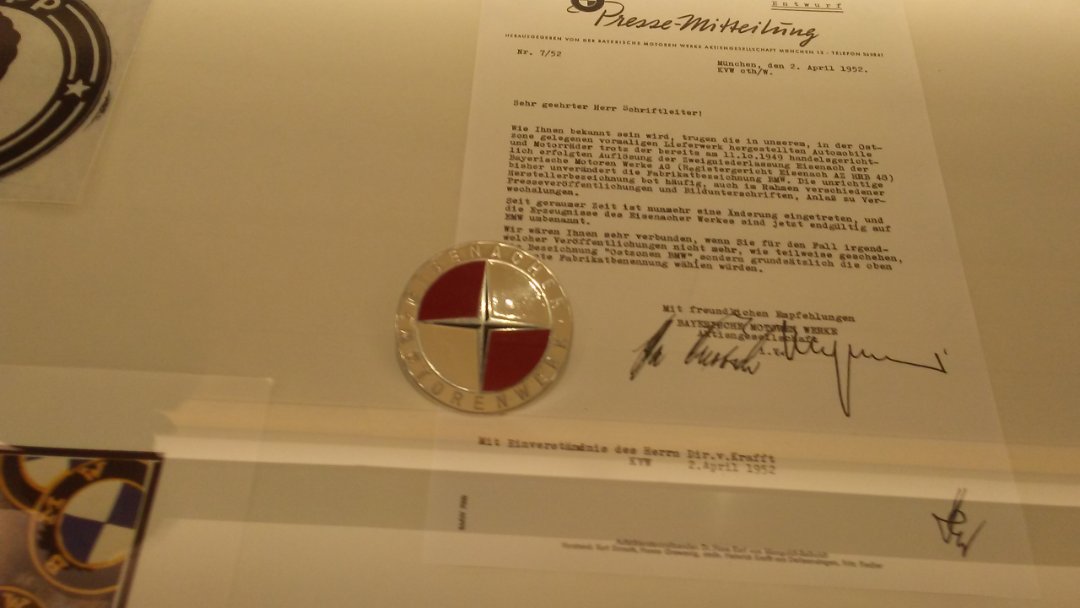 PP
Entwurf
Presse-Mitteilung
HERAUSGEGEBEN VON DER BAYERISCHE MOTOREN WERKE AKTIENGESELLSCHAFT MÜNCHEN 13 - TELEFON
Nr. 7/52
München, den 2. April 1952.
KVW oth/W.
Sehr geehrter Herr Schriftleiter!
Wie Ihnen bekannt sein wird, trugen die in unserem, in der Ost-
zone gelegenen vormaligen Lieferwerk hergestellten Automobile
und Motorräder trotz der bereits am 11.10.1949 handelsgericht-
lich erfolgten Auflösung der Zweigniederlassung Eisenach der
Bayerische Motoren Werke AG (Registergericht Eisenach AZ HRB 45)
bisher unverändert die Fabrikatbezeichnung BMW. Die unrichtige
Herstellerbezeichnung bot häufig, auch im Rahmen verschiedener
Presseveröffentlichungen und Bildunterschriften, Anlaß zu Ver-
wechslungen.
Seit geraumer Zeit ist nunmehr eine Änderung eingetreten, und
die Erzeugnisse des Eisenacher Werkes sind jetzt endgültig auf
EMW umbenannt.
Wir wären Ihnen sehr verbunden, wenn Sie für den Fall irgend-
welcher Veröffentlichungen nicht mehr, wie teilweise geschehen,
Bezeichnung "Ostzonen BMW", sondern grundsätzlich die oben
Fabrikatbenennung wählen würden.
EISENACHER
MOTORENWERK
Mit freundlichen Empfehlungen
BAYERISCHE MOTOREN WERKE
Aktiengesellschaft
Mit Einverständnis des Herrn Dir.v.Krafft
KVW 2.April 1952
B M W